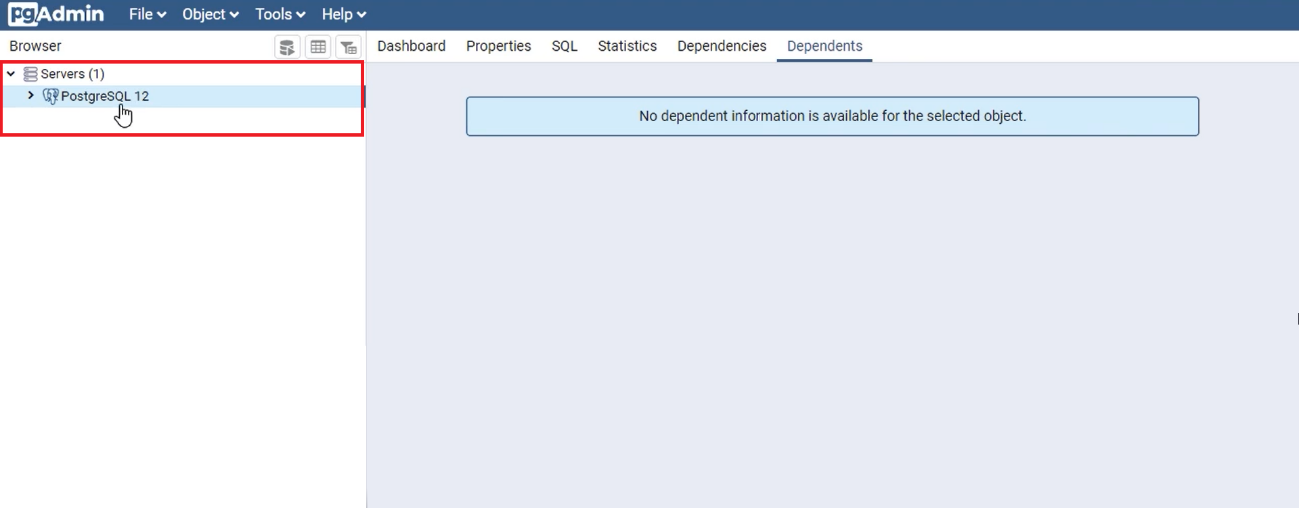 pgAdmin File Object Tools Help
Browser Dashboard Properties SQL Statistics Dependencies Dependents
Servers (1)
PostgreSQL 12
No dependent information is available for the selected object.